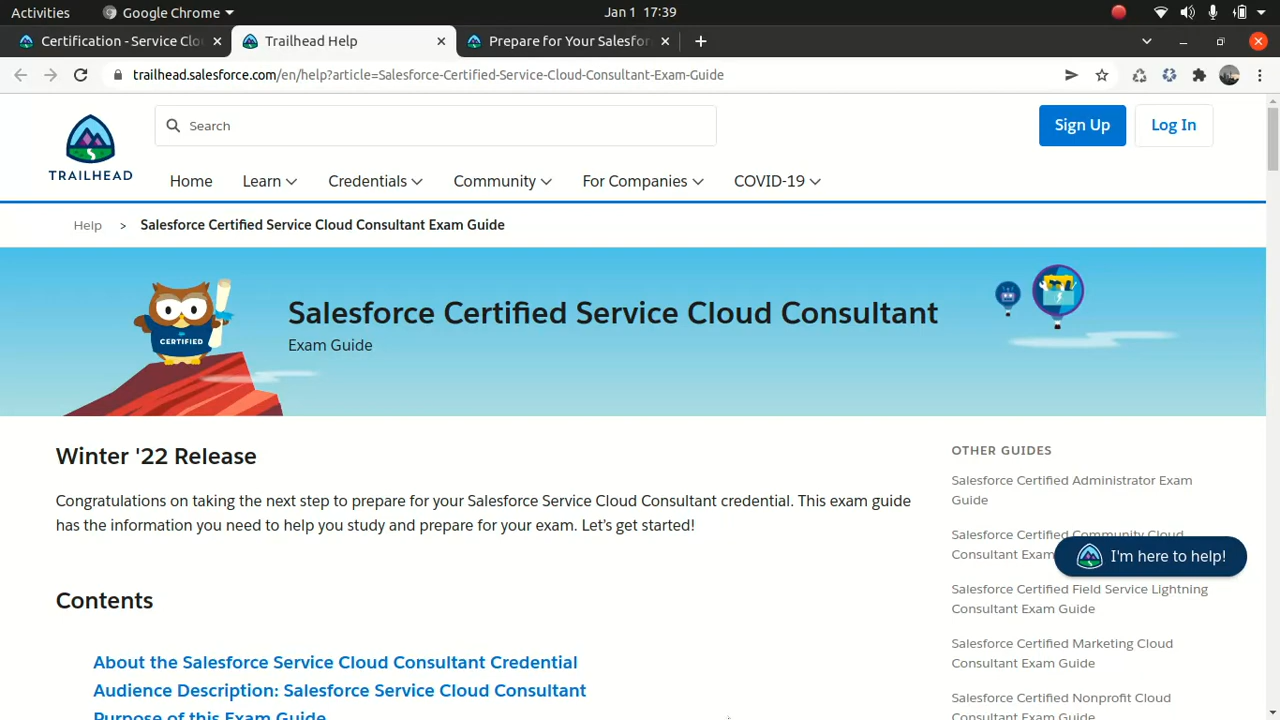 Activities
Google Chrome
Jan 1 17:39
Certification - Service Clo
Trailhead Help
Prepare for Your Salesfor
trailhead.salesforce.com/en/help?article=Salesforce-Certified-Service-Cloud-Consultant-Exam-Guide
TRAILHEAD
Search
Sign Up
Log In
Home
Learn
Credentials
Community
For Companies
COVID-19
Help > Salesforce Certified Service Cloud Consultant Exam Guide
CERTIFIED
Salesforce Certified Service Cloud Consultant
Exam Guide
Winter '22 Release
Congratulations on taking the next step to prepare for your Salesforce Service Cloud Consultant credential. This exam guide
has the information you need to help you study and prepare for your exam. Let's get started!
Contents
About the Salesforce Service Cloud Consultant Credential
Audience Description: Salesforce Service Cloud Consultant
Purpose of this Exam Guide
OTHER GUIDES
Salesforce Certified Administrator Exam
Guide
Salesforce Certified Community Cloud
Consultant Exam
I'm here to help!
Salesforce Certified Field Service Lightning
Consultant Exam Guide
Salesforce Certified Marketing Cloud
Consultant Exam Guide
Salesforce Certified Nonprofit Cloud
Consultant Exam Guide